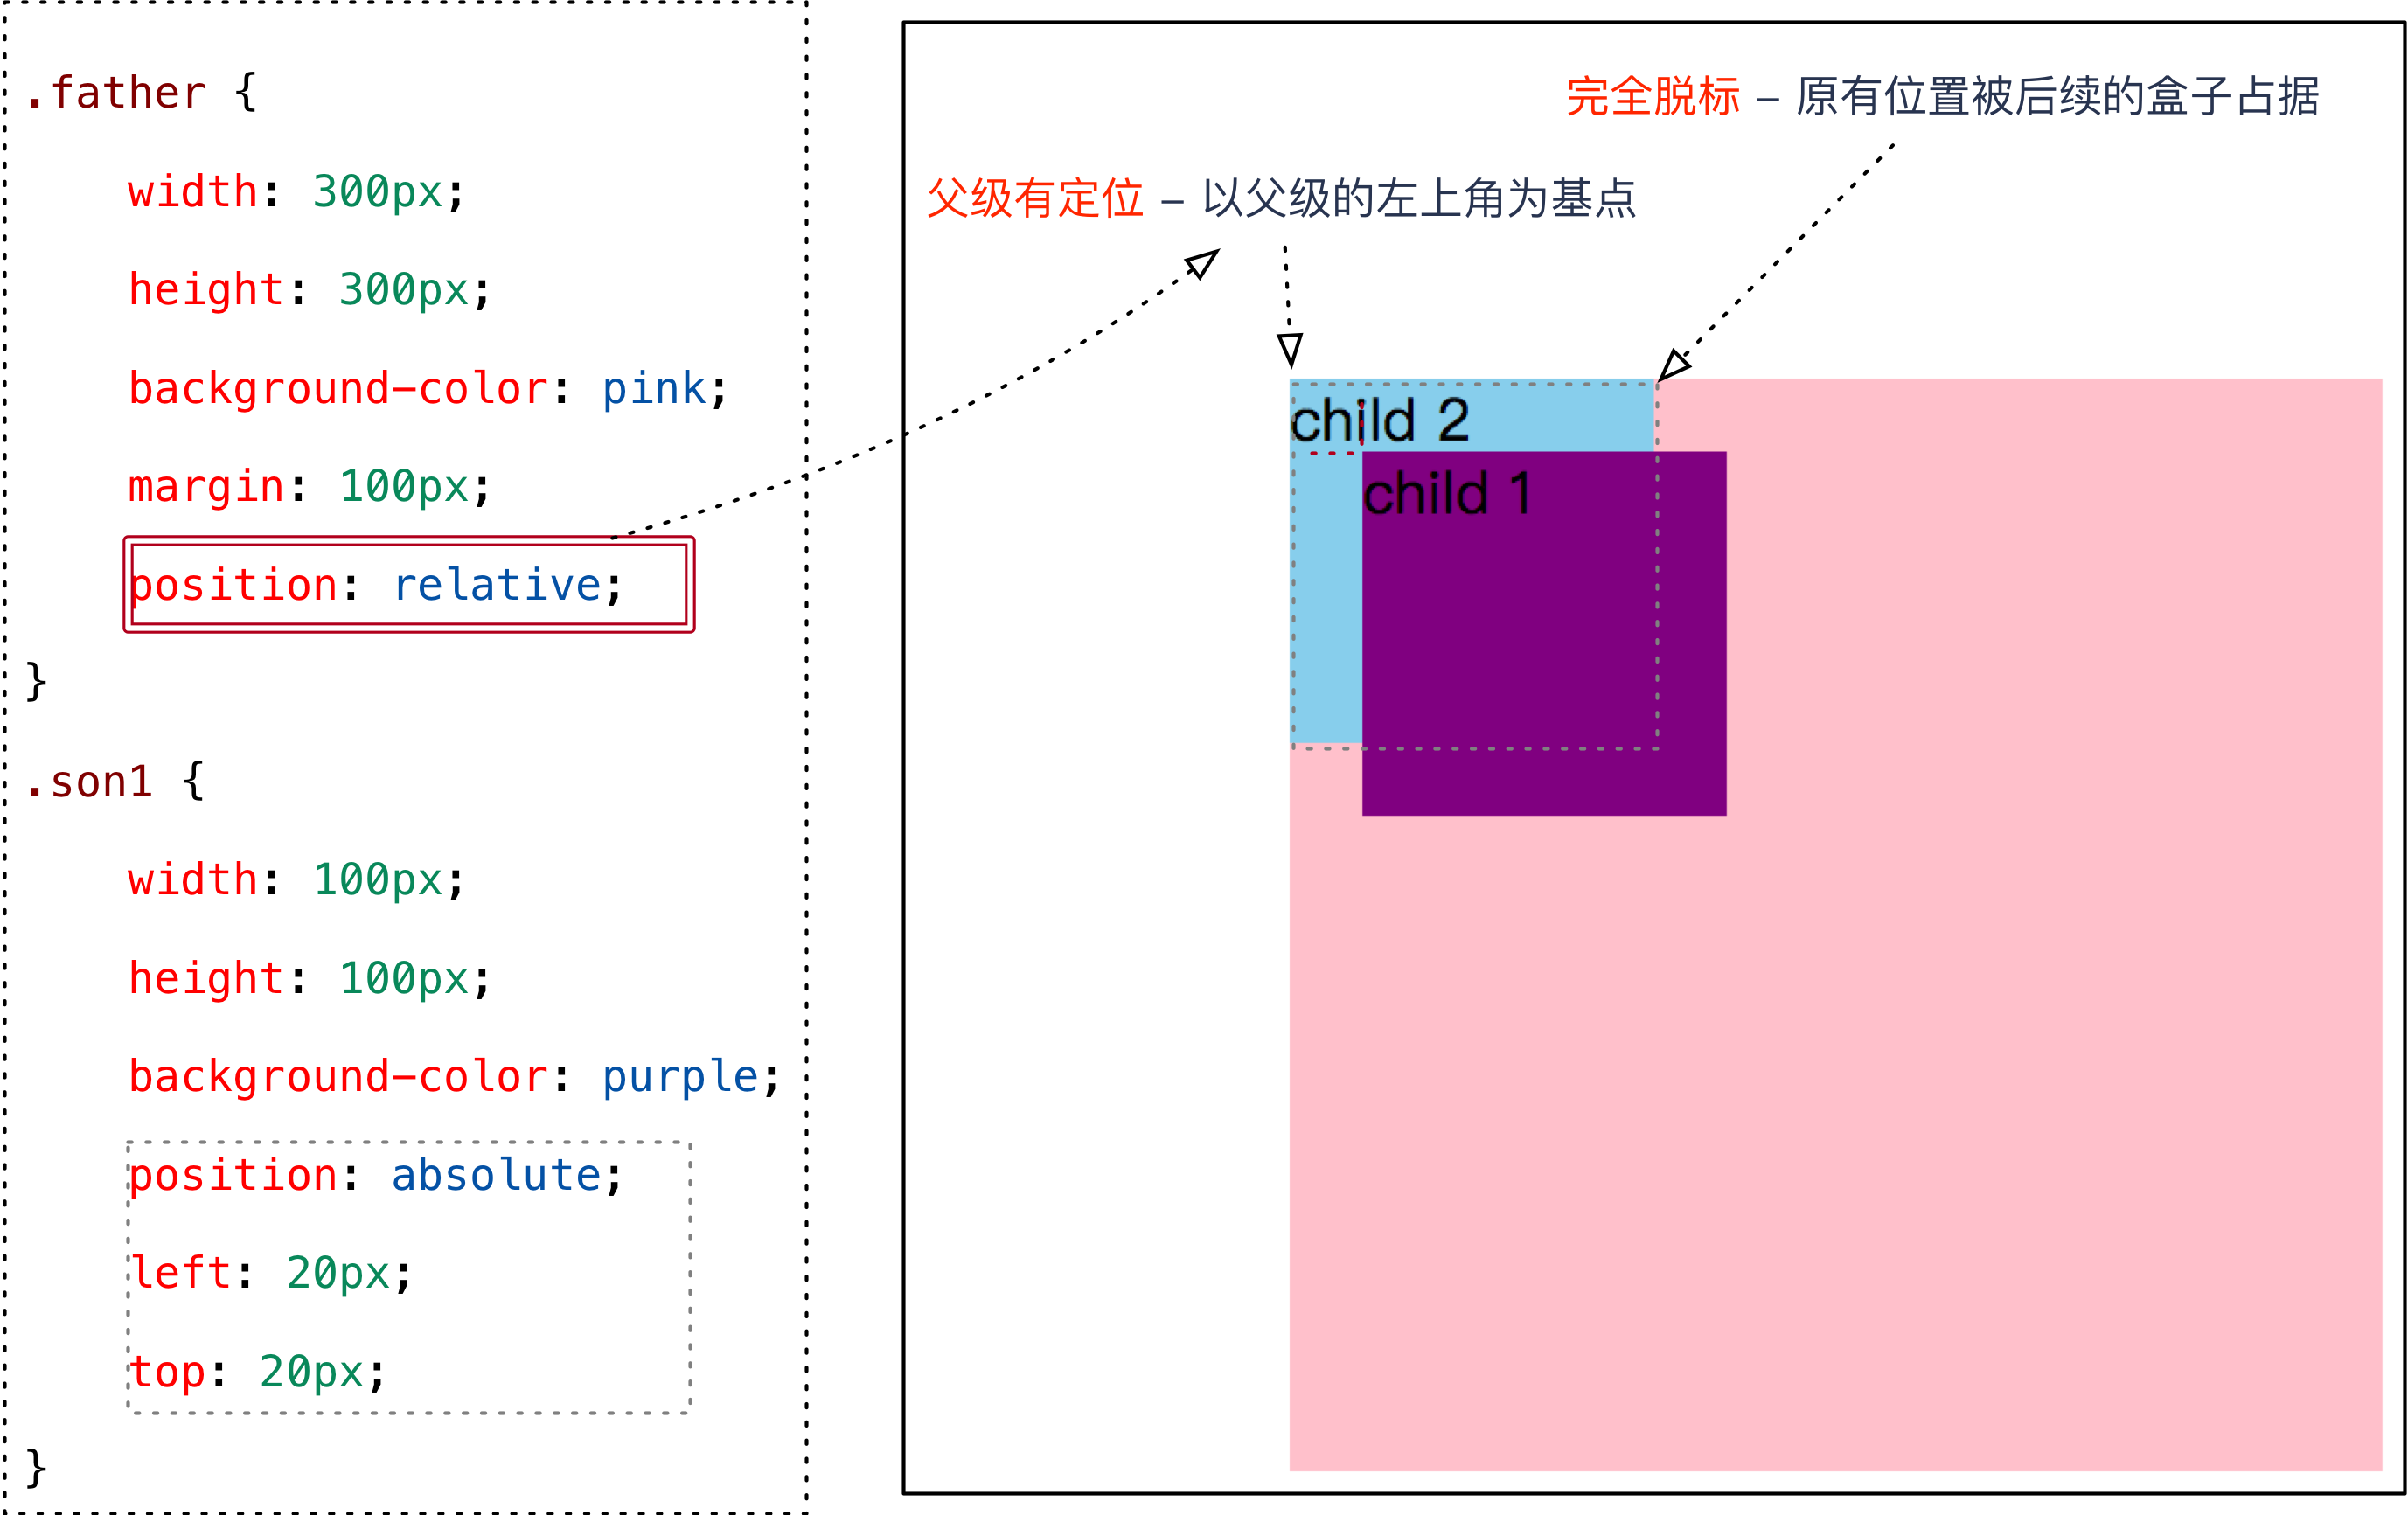 .father {
width: 300px;
height: 300px;
background-color: pink;
margin: 100px;
position: relative;
}
.son1 {
width: 100px;
height: 100px;
background-color: purple;
position: absolute;
left: 20px;
top: 20px;
}
完全脱标 – 原有位置被后续的盒子占据
父级有定位 – 以父级的左上角为基点
child 2
child 1